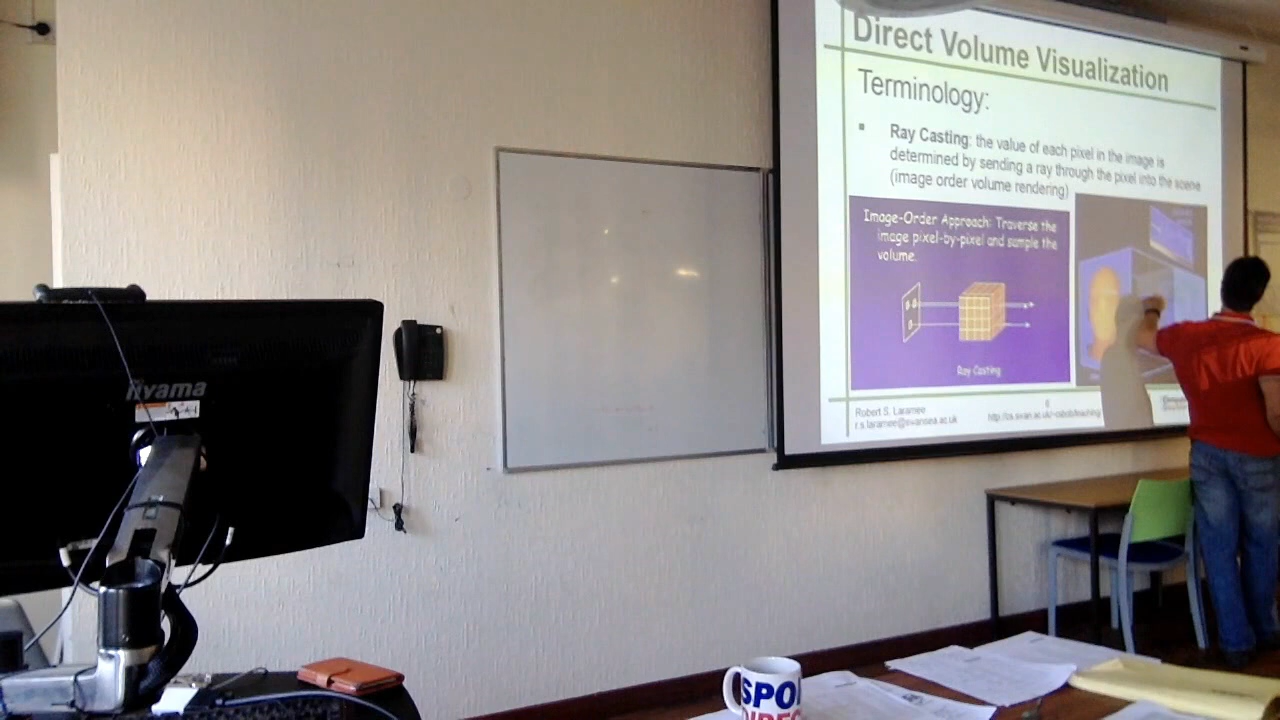 Direct Volume Visualization
Terminology:
▪ Ray Casting: the value of each pixel in the image is
determined by sending a ray through the pixel into the scene
(image order volume rendering)
Image-Order Approach: Traverse the
image pixel-by-pixel and sample the
volume.
Ray Casting
Robert S. Laramee
r.s.laramee@swansea.ac.uk
6
iiyama
SPO
DIREC